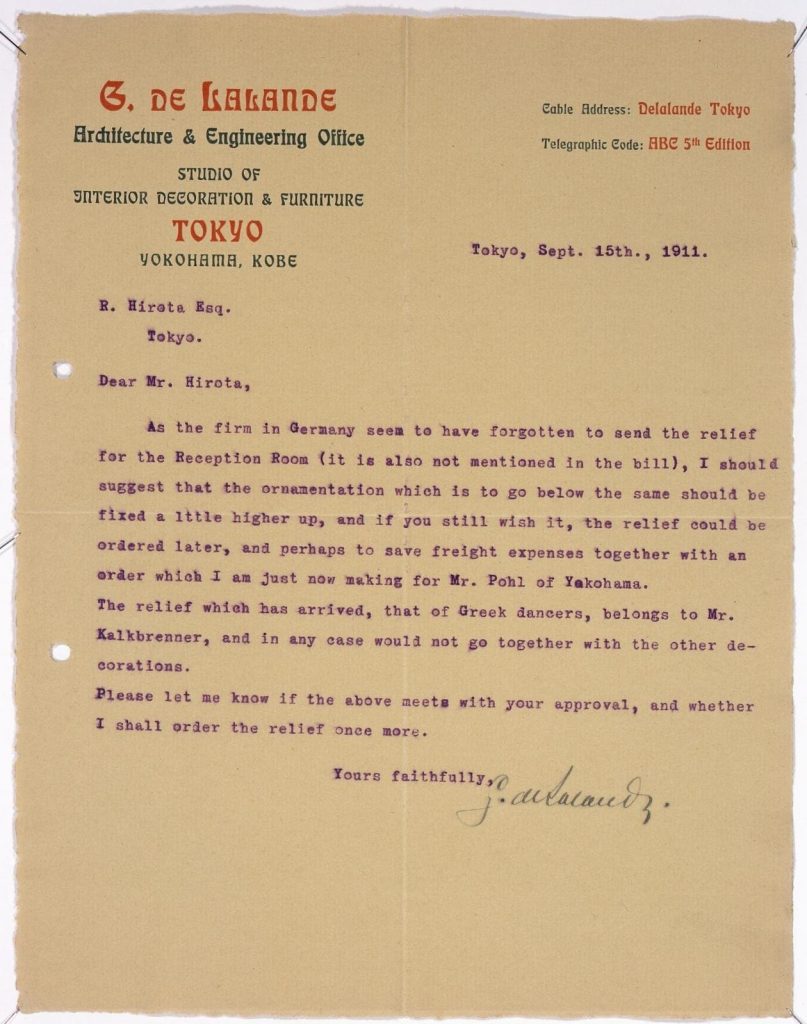 G. DE LALANDE
Architecture & Engineering Office
STUDIO OF
INTERIOR DECORATION & FURNITURE
TOKYO
YOKOHAMA, KOBE
Cable Address: Delalande Tokyo
Telegraphic Code: ABC 5th Edition
Tokyo, Sept. 15th., 1911.
R. Hirota Esq.
Tokyo.
Dear Mr. Hirota,
As the firm in Germany seem to have forgotten to send the relief
for the Reception Room (it is also not mentioned in the bill), I should
suggest that the ornamentation which is to go below the same should be
fixed a lttle higher up, and if you still wish it, the relief could be
ordered later, and perhaps to save freight expenses together with an
order which I am just now making for Mr. Pohl of Yakohama.
The relief which has arrived, that of Greek dancers, belongs to Mr.
Kalkbrenner, and in any case would not go together with the other de-
corations.
Please let me know if the above meets with your approval, and whether
I shall order the relief once more.
Yours faithfully,
G. de Lalande.